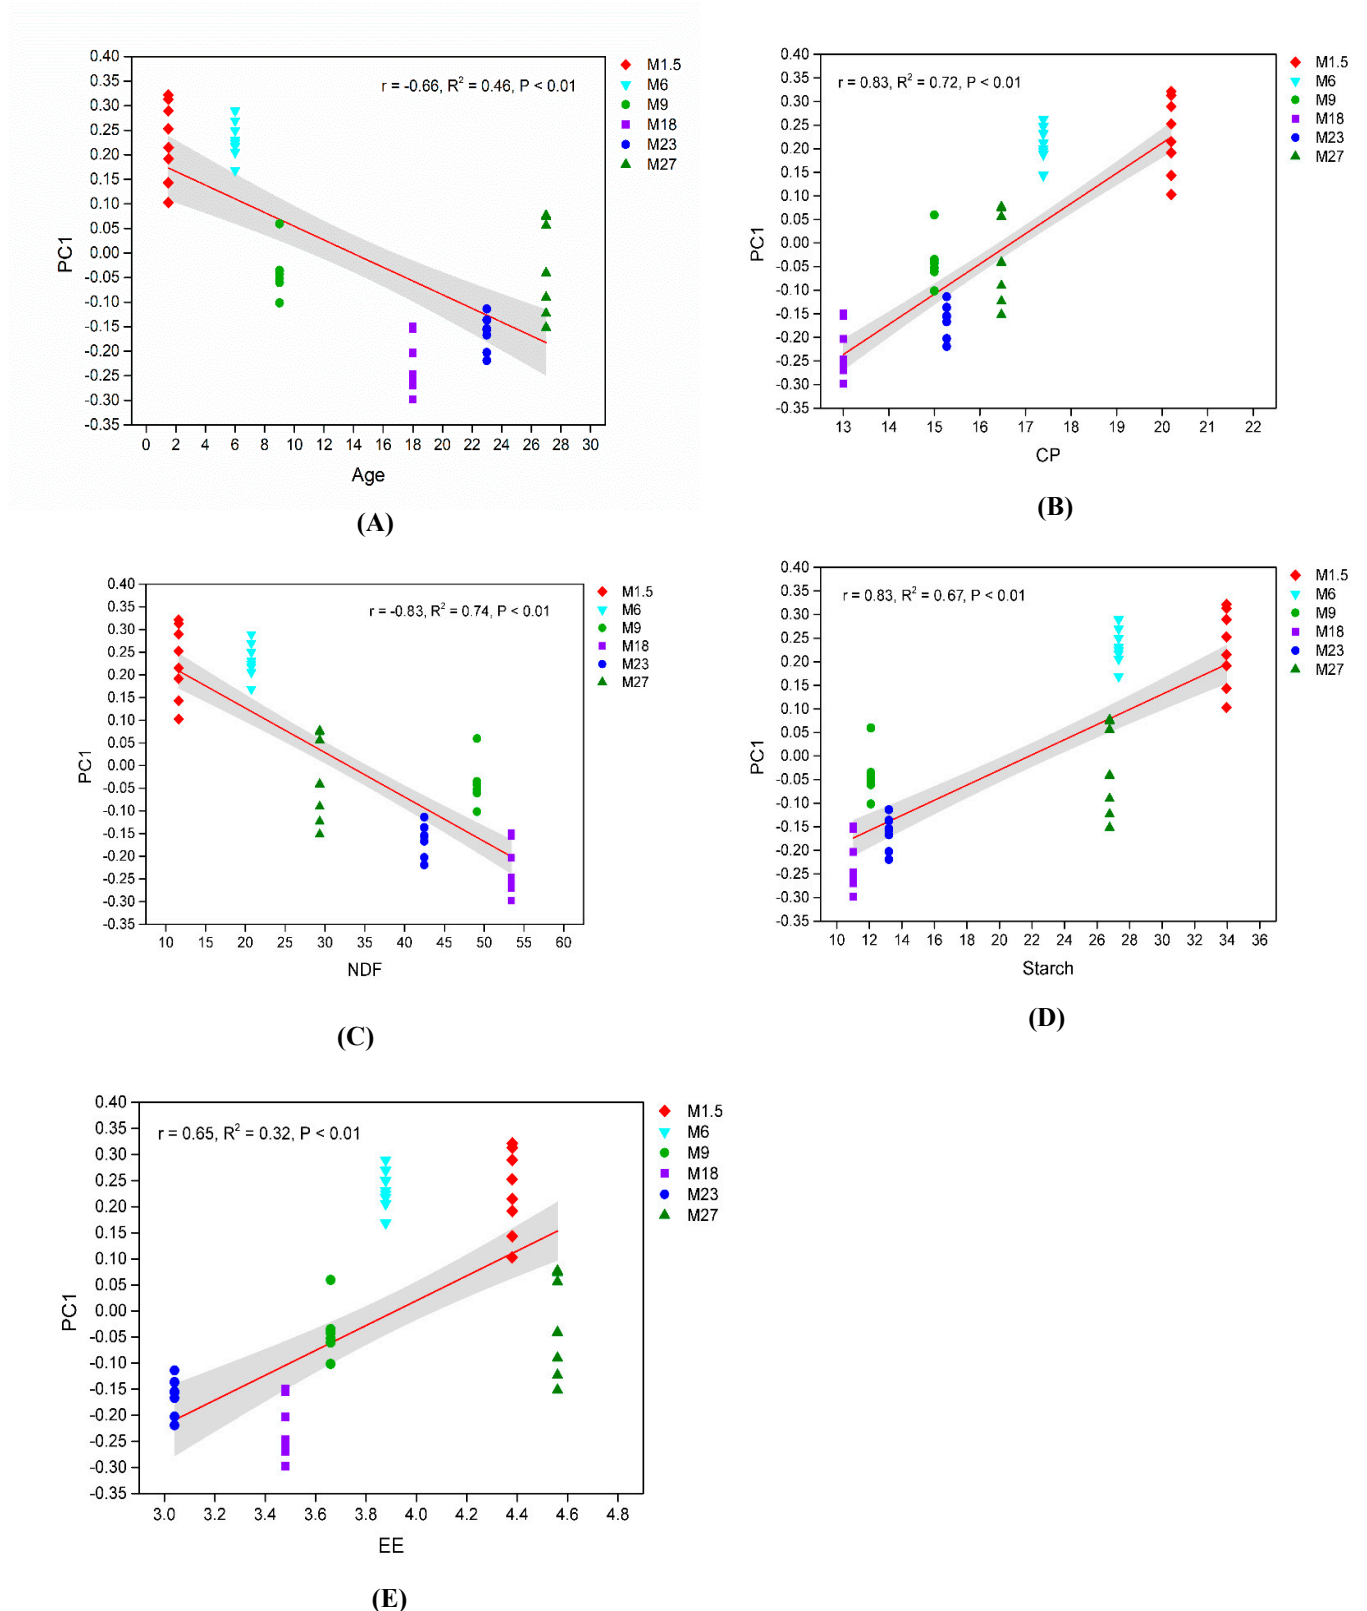 r = -0.66, R² = 0.46, P < 0.01
M1.5
M6
M9
M18
M23
M27
PC1
0.40
0.35
0.30
0.25
0.20
0.15
0.10
0.05
0.00
-0.05
-0.10
-0.15
-0.20
-0.25
-0.30
-0.35
0 2 4 6 8 10 12 14 16 18 20 22 24 26 28 30
Age
(A)
r = 0.83, R² = 0.72, P < 0.01
M1.5
M6
M9
M18
M23
M27
PC1
0.40
0.35
0.30
0.25
0.20
0.15
0.10
0.05
0.00
-0.05
-0.10
-0.15
-0.20
-0.25
-0.30
-0.35
13 14 15 16 17 18 19 20 21 22
CP
(B)
r = -0.83, R² = 0.74, P < 0.01
M1.5
M6
M9
M18
M23
M27
PC1
0.40
0.35
0.30
0.25
0.20
0.15
0.10
0.05
0.00
-0.05
-0.10
-0.15
-0.20
-0.25
-0.30
-0.35
10 15 20 25 30 35 40 45 50 55 60
NDF
(C)
r = 0.83, R² = 0.67, P < 0.01
M1.5
M6
M9
M18
M23
M27
PC1
0.40
0.35
0.30
0.25
0.20
0.15
0.10
0.05
0.00
-0.05
-0.10
-0.15
-0.20
-0.25
-0.30
-0.35
10 12 14 16 18 20 22 24 26 28 30 32 34 36
Starch
(D)
r = 0.65, R² = 0.32, P < 0.01
M1.5
M6
M9
M18
M23
M27
PC1
0.40
0.35
0.30
0.25
0.20
0.15
0.10
0.05
0.00
-0.05
-0.10
-0.15
-0.20
-0.25
-0.30
-0.35
3.0 3.2 3.4 3.6 3.8 4.0 4.2 4.4 4.6 4.8
EE
(E)